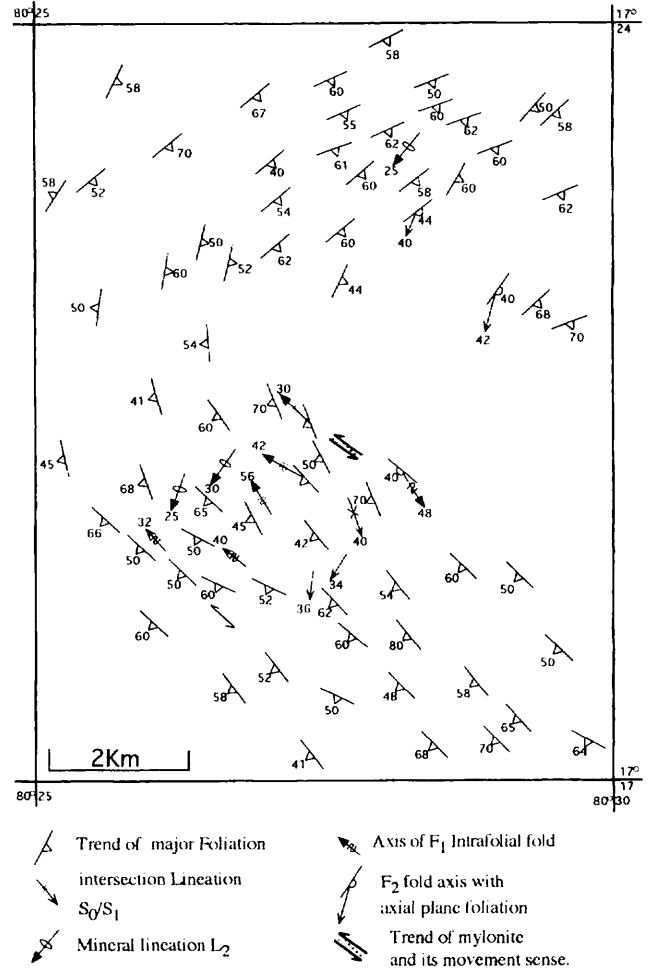 80°25 17°
24
58
58 60 50
67 50
60 58
55 62
62
70 61 60
40 25
58 52 60 58 60
54 62
44
50 60 40
62
52
60
44 40
50 68
42 70
54
41 30
70
60
42
45 50
56 40
68 30
70 48
25 65
66 32 45
40 42 40
50 50
34 60
50 52 54 50
36 62
60
60 80
50
52
58 48 58
50
65
2Km 41 68 70 64
17°
80°25 80°30 17
Trend of major Foliation
intersection Lineation
S0/S1
Mineral lineation L2
Axis of F1 Intrafolial fold
F2 fold axis with
axial plane foliation
Trend of mylonite
and its movement sense.